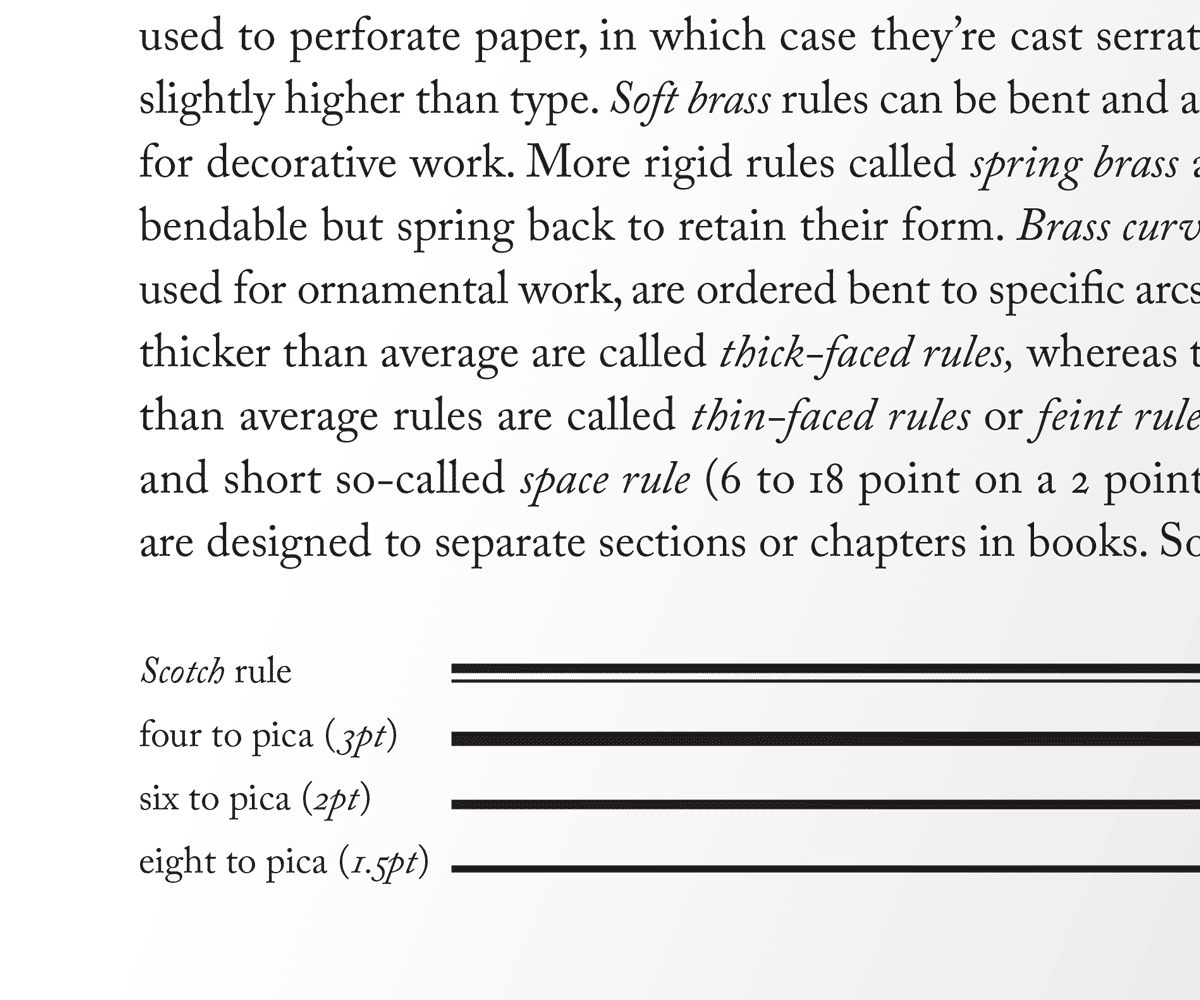 used to perforate paper, in which case they’re cast serrat
slightly higher than type. Soft brass rules can be bent and a
for decorative work. More rigid rules called spring brass a
bendable but spring back to retain their form. Brass curv
used for ornamental work, are ordered bent to specific arcs
thicker than average are called thick-faced rules, whereas t
than average rules are called thin-faced rules or feint rule
and short so-called space rule (6 to 18 point on a 2 point
are designed to separate sections or chapters in books. So
Scotch rule
four to pica (3pt)
six to pica (2pt)
eight to pica (1.5pt)